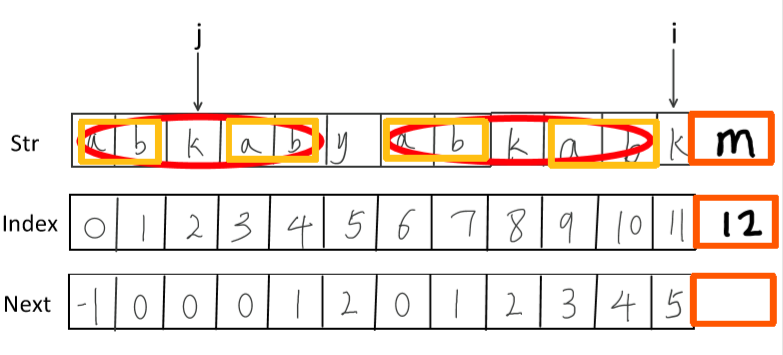 j i
Str a b k a b y a b k a b k m
Index 0 1 2 3 4 5 6 7 8 9 10 11 12
Next -1 0 0 0 1 2 0 1 2 3 4 5